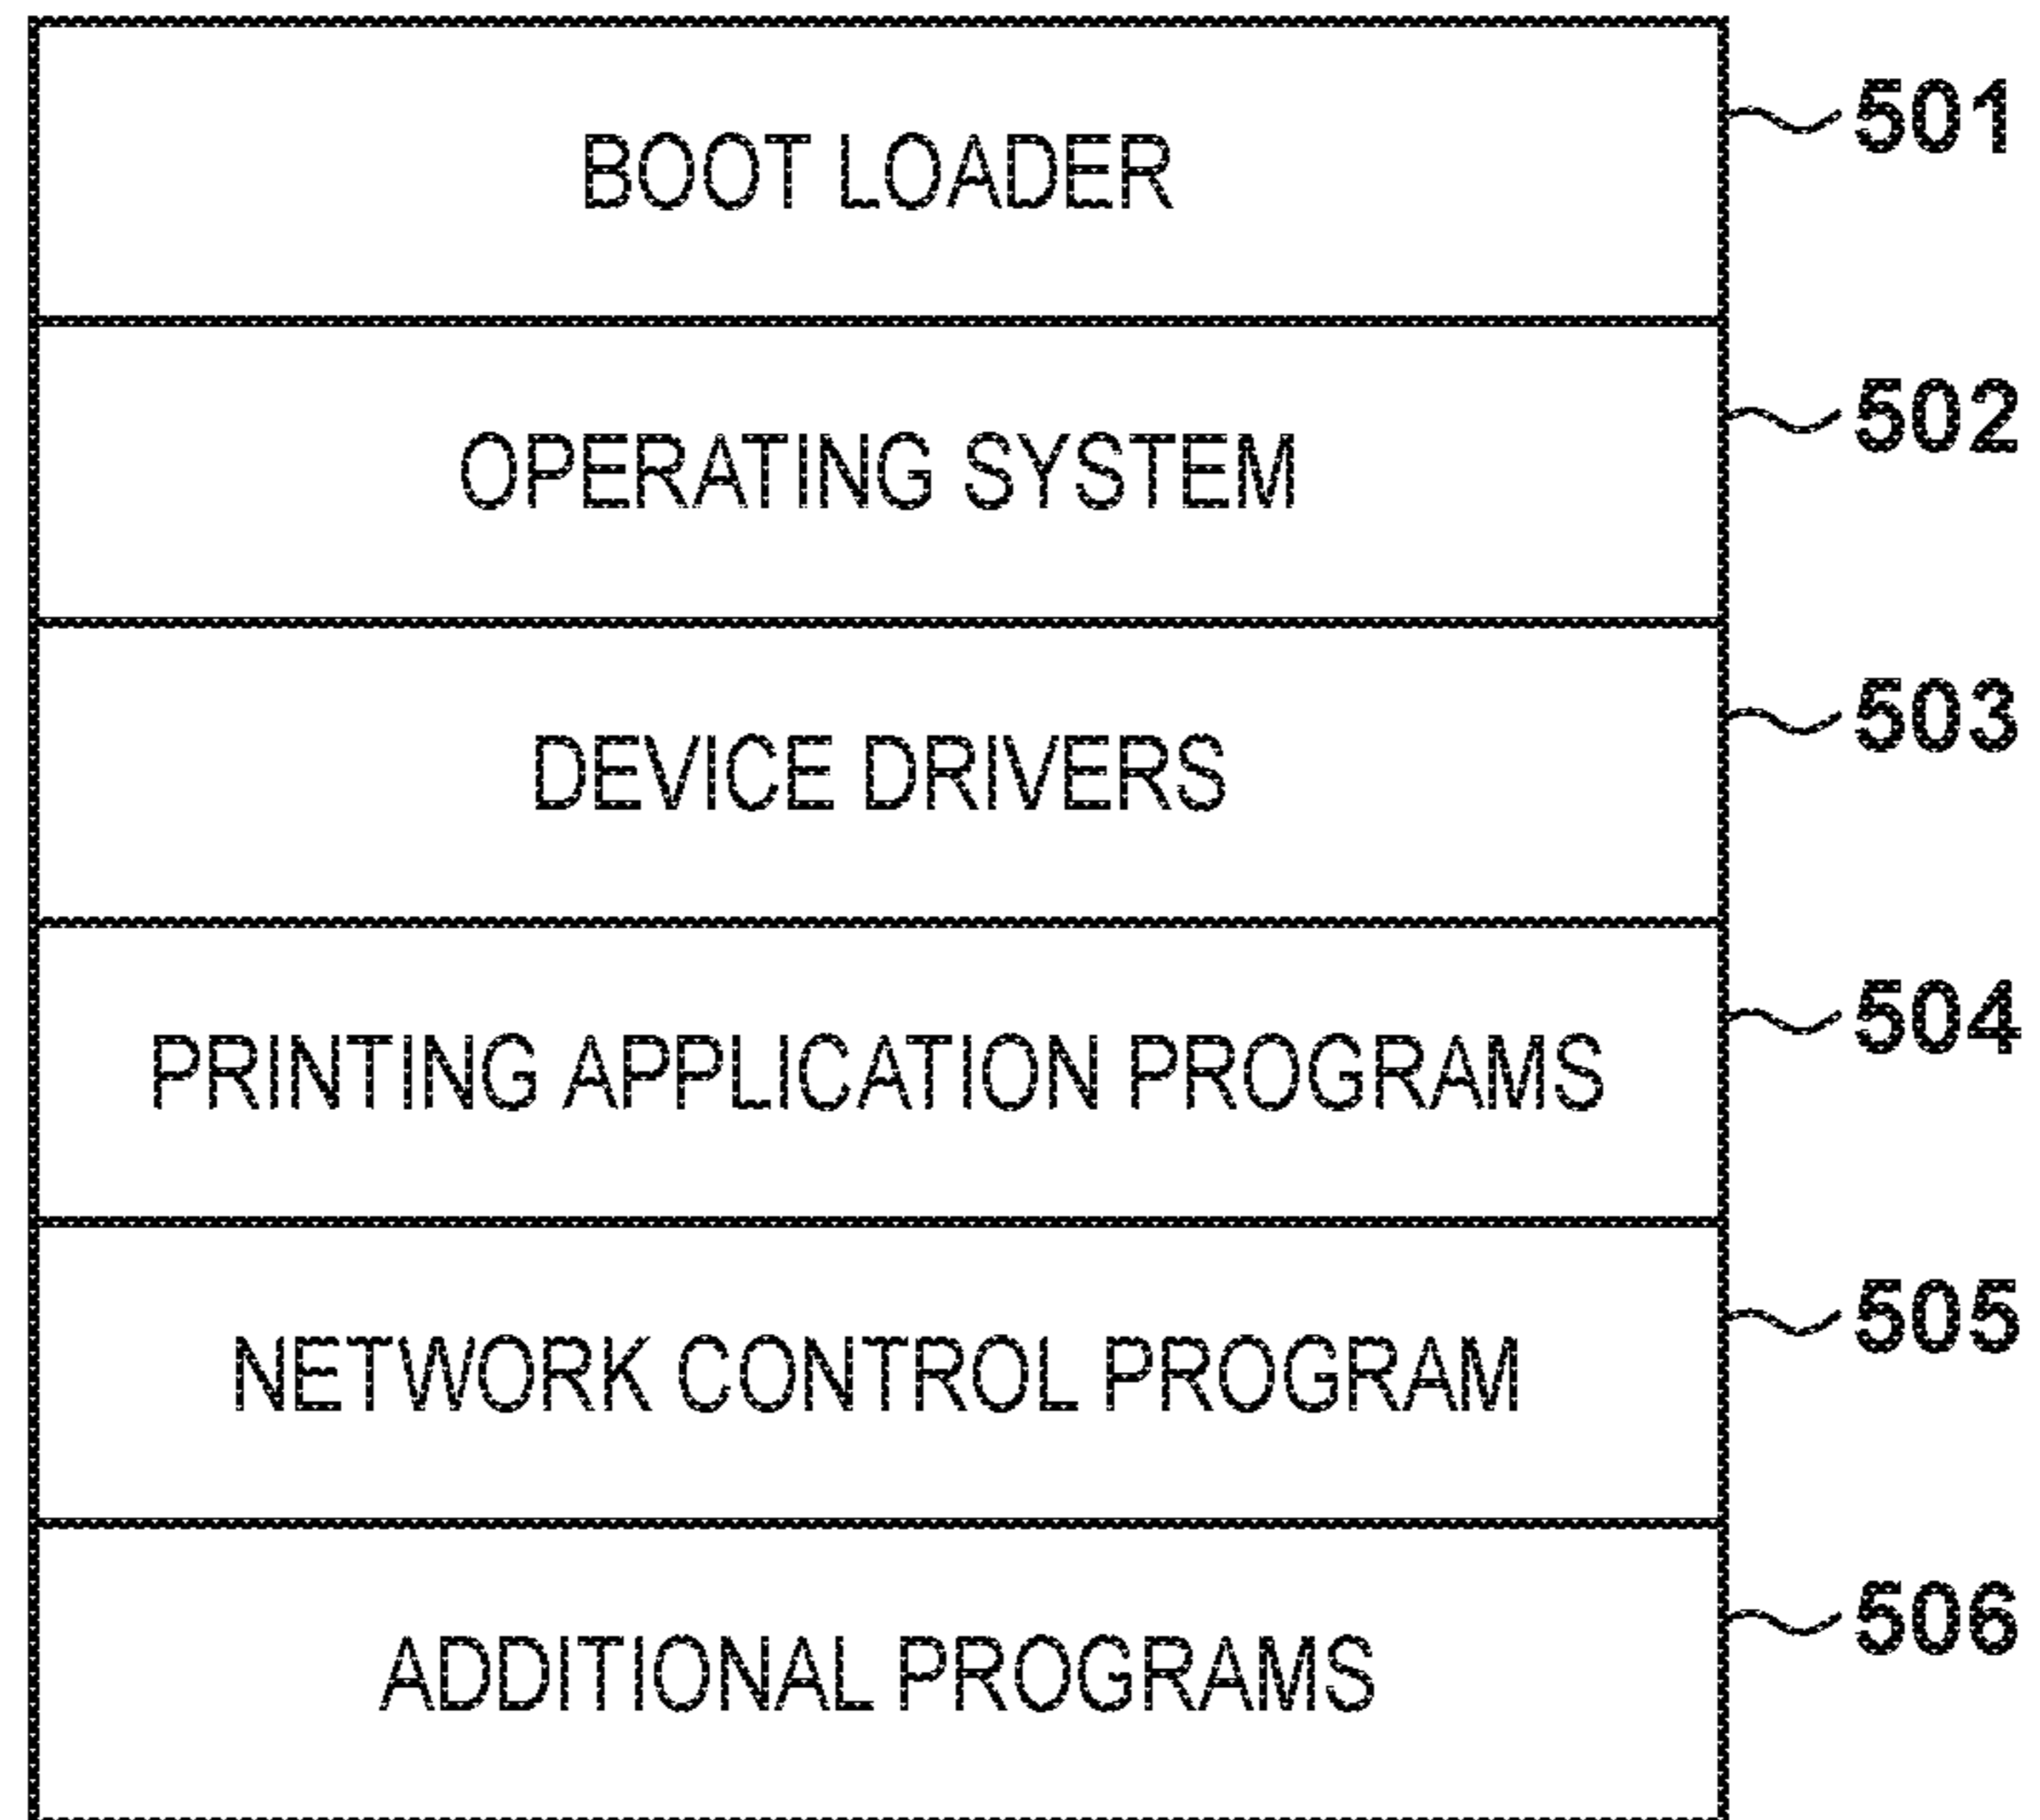 BOOT LOADER 501
OPERATING SYSTEM 502
DEVICE DRIVERS 503
PRINTING APPLICATION PROGRAMS 504
NETWORK CONTROL PROGRAM 505
ADDITIONAL PROGRAMS 506